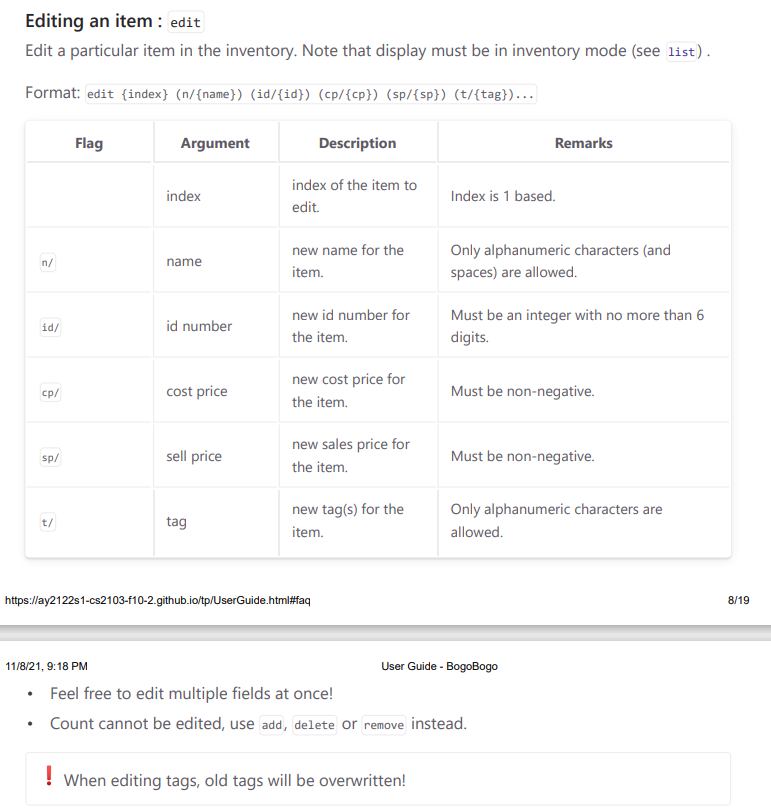 Editing an item : edit
Edit a particular item in the inventory. Note that display must be in inventory mode (see list) .
Format: edit {index} (n/{name}) (id/{id}) (cp/{cp}) (sp/{sp}) (t/{tag})...
Flag Argument Description Remarks
index
index of the item to
edit.
Index is 1 based.
n/
name
new name for the
item.
Only alphanumeric characters (and
spaces) are allowed.
id/
id number
new id number for
the item.
Must be an integer with no more than 6
digits.
cp/
cost price
new cost price for
the item.
Must be non-negative.
sp/
sell price
new sales price for
the item.
Must be non-negative.
t/
tag
new tag(s) for the
item.
Only alphanumeric characters are
allowed.
https://ay2122s1-cs2103-f10-2.github.io/tp/UserGuide.html#faq 8/19
11/8/21, 9:18 PM User Guide - BogoBogo
• Feel free to edit multiple fields at once!
• Count cannot be edited, use add, delete or remove instead.
❗ When editing tags, old tags will be overwritten!